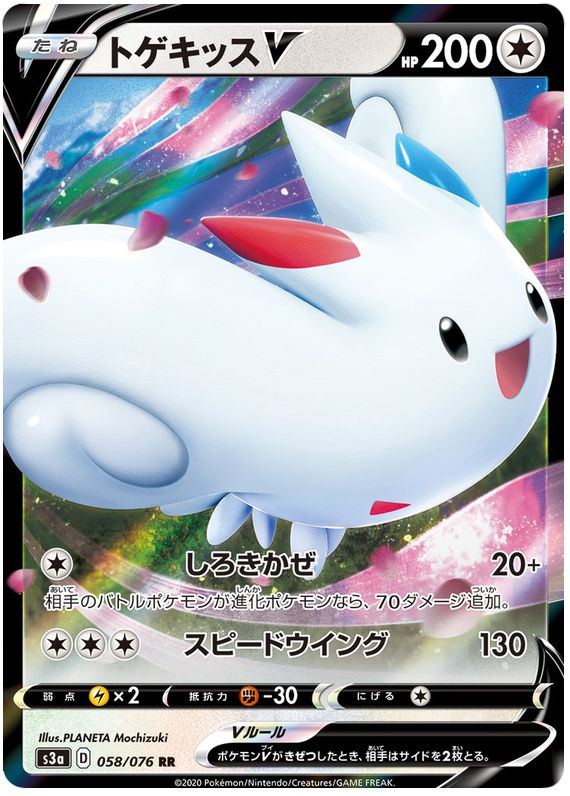 たね トゲキッスV HP200
しろきかぜ 20+
相手のバトルポケモンが進化ポケモンなら、70ダメージ追加。
スピードウイング 130
弱点 ×2 抵抗力 -30 にげる
Illus.PLANETA Mochizuki
Vルール
ポケモンVがきぜつしたとき、相手はサイドを2枚とる。
s3a D 058/076 RR
©2020 Pokémon/Nintendo/Creatures/GAME FREAK.